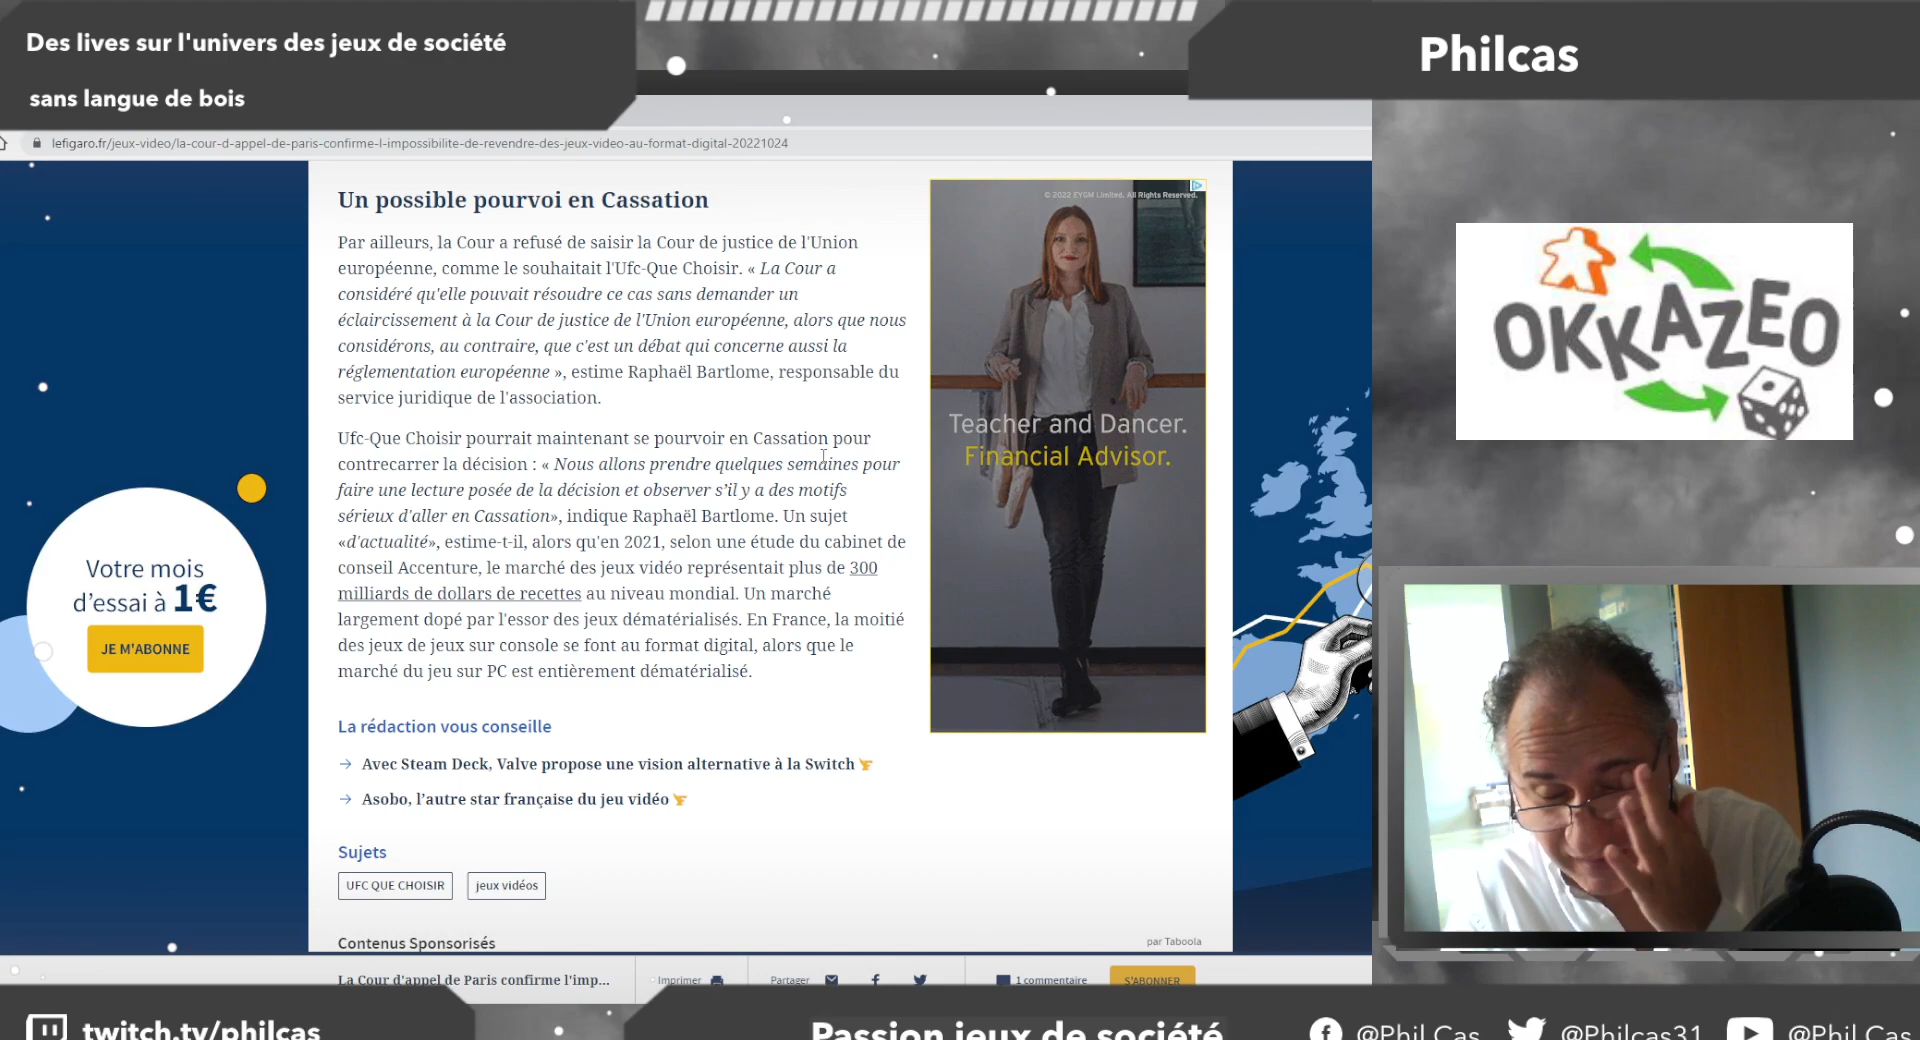 Des lives sur l'univers des jeux de société
sans langue de bois
Philcas
lefigaro.fr/jeux-video/la-cour-d-appel-de-paris-confirme-l-impossibilite-de-revendre-des-jeux-video-au-format-digital-20221024
Un possible pourvoi en Cassation
Par ailleurs, la Cour a refusé de saisir la Cour de justice de l'Union
européenne, comme le souhaitait l'Ufc-Que Choisir. « La Cour a
considéré qu'elle pouvait résoudre ce cas sans demander un
éclaircissement à la Cour de justice de l'Union européenne, alors que nous
considérons, au contraire, que c'est un débat qui concerne aussi la
réglementation européenne », estime Raphaël Bartlome, responsable du
service juridique de l'association.
Ufc-Que Choisir pourrait maintenant se pourvoir en Cassation pour
contrecarrer la décision : « Nous allons prendre quelques semaines pour
faire une lecture posée de la décision et observer s'il y a des motifs
sérieux d'aller en Cassation», indique Raphaël Bartlome. Un sujet
«d'actualité», estime-t-il, alors qu'en 2021, selon une étude du cabinet de
conseil Accenture, le marché des jeux vidéo représentait plus de 300
milliards de dollars de recettes au niveau mondial. Un marché
largement dopé par l'essor des jeux dématérialisés. En France, la moitié
des jeux de jeux sur console se font au format digital, alors que le
marché du jeu sur PC est entièrement dématérialisé.
La rédaction vous conseille
→ Avec Steam Deck, Valve propose une vision alternative à la Switch
→ Asobo, l'autre star française du jeu vidéo
Sujets
UFC QUE CHOISIR
jeux vidéos
Contenus Sponsorisés
par Taboola
© 2022 EYGM Limited. All Rights Reserved.
Teacher and Dancer.
Financial Advisor.
Votre mois
d'essai à 1€
JE M'ABONNE
OKKAZEO
La Cour d'appel de Paris confirme l'imp...
Imprimer
Partager
1 commentaire
S'ABONNER
twitch.tv/philcas
Passion jeux de société
@Phil Cas
@Philcas31
@Phil Cas